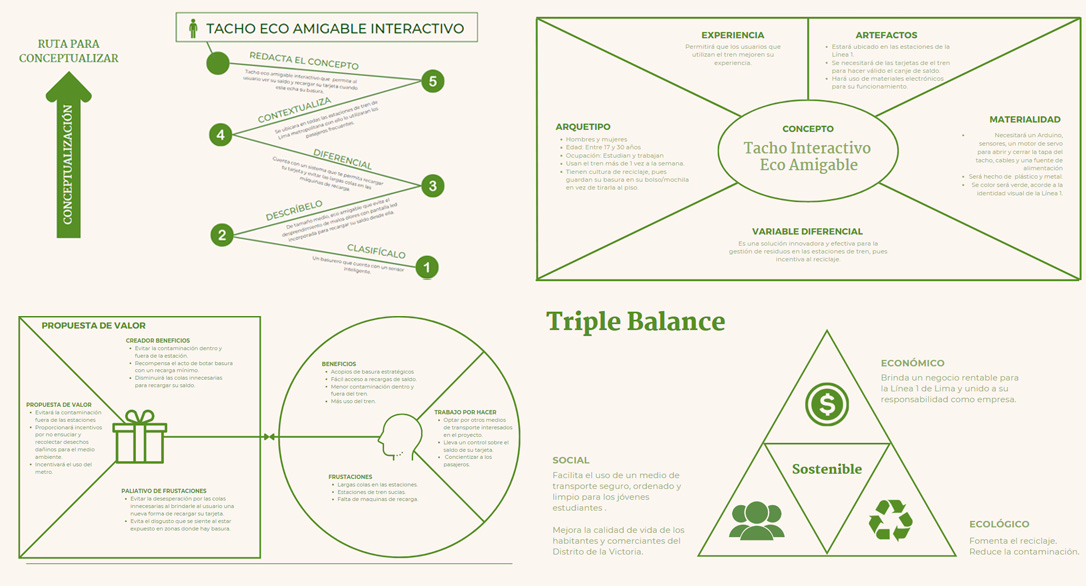 RUTA PARA
CONCEPTUALIZAR
CONCEPTUALIZACIÓN
TACHO ECO AMIGABLE INTERACTIVO
REDACTA EL CONCEPTO
Tacho eco amigable interactivo que permite al
usuario ver su saldo y recargar su tarjeta cuando
este echa su basura.
5
CONTEXTUALIZA
Se ubicara en todas las estaciones de tren de
Lima metropolitana con ello lo utilizaran los
pasajeros frecuentes.
4
DIFERENCIAL
Cuenta con un sistema que te permita recargar
tu tarjeta y evitar las largas colas en las
máquinas de recarga.
3
DESCRÍBELO
De tamaño medio, eco amigable que evite el
desprendimiento de malos olores con pantalla led
incorporada para recargar su saldo desde ella.
2
CLASIFÍCALO
Un basurero que cuenta con un sensor
inteligente.
1
EXPERIENCIA
Permitirá que los usuarios que
utilizan el tren mejoren su
experiencia.
ARTEFACTOS
Estará ubicado en las estaciones de la
Línea 1.
Se necesitará de las tarjetas de el tren
para hacer válido el canje de saldo.
Hará uso de materiales electrónicos
para su funcionamiento.
ARQUETIPO
Hombres y mujeres
Edad: Entre 17 y 30 años
Ocupación: Estudian y trabajan
Usan el tren más de 1 vez a la semana.
Tienen cultura de reciclaje, pues
guardan su basura en su bolso/mochila
en vez de tirarla al piso.
CONCEPTO
Tacho Interactivo
Eco Amigable
MATERIALIDAD
Necesitará un Arduino,
sensores, un motor de servo
para abrir y cerrar la tapa del
tacho, cables y una fuente de
alimentación
Será hecho de plástico y metal.
Se color será verde, acorde a la
identidad visual de la Línea 1.
VARIABLE DIFERENCIAL
Es una solución innovadora y efectiva para la
gestión de residuos en las estaciones de tren, pues
incentiva al reciclaje.
PROPUESTA DE VALOR
CREADOR BENEFICIOS
Evitar la contaminación dentro y
fuera de la estación.
Recompensa el acto de botar basura
con un recarga mínimo.
Disminuirá las colas innecesarias
para recargar su saldo.
PROPUESTA DE VALOR
Evitará la contaminación
fuera de las estaciones.
Proporcionará incentivos
por no ensuciar y
recolectar desechos
dañinos para el medio
ambiente.
Incentivará el uso del
metro.
PALIATIVO DE FRUSTACIONES
Evitar la desesperación por las colas
innecesarias al brindarle al usuario una
nueva forma de recargar su tarjeta.
Evita el disgusto que se siente al estar
expuesto en zonas donde hay basura.
BENEFICIOS
Acopios de basura estratégicos
Fácil acceso a recargas de saldo.
Menor contaminación dentro y
fuera del tren.
Más uso del tren.
TRABAJO POR HACER
Optar por otros medios
de transporte interesados
en el proyecto.
Lleva un control sobre el
saldo de su tarjeta.
Concientizar a los
pasajeros.
FRUSTACIONES
Largas colas en las estaciones.
Estaciones de tren sucias.
Falta de maquinas de recarga
Triple Balance
ECONÓMICO
Brinda un negocio rentable para
la Línea 1 de Lima y unido a su
responsabilidad como empresa.
$
Sostenible
SOCIAL
Facilita el uso de un medio de
transporte seguro, ordenado y
limpio para los jóvenes
estudiantes .
Mejora la calidad de vida de los
habitantes y comerciantes del
Distrito de la Victoria.
ECOLÓGICO
Fomenta el reciclaje.
Reduce la contaminación.